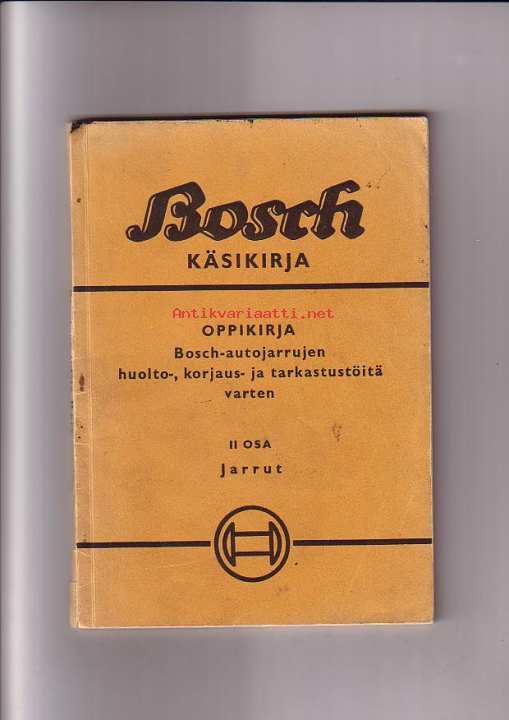 Bosch
KÄSIKIRJA
Antikvariaatti.net
OPPIKIRJA
Bosch-autojarrujen
huolto-, korjaus- ja tarkastustöitä
varten
II OSA
Jarrut